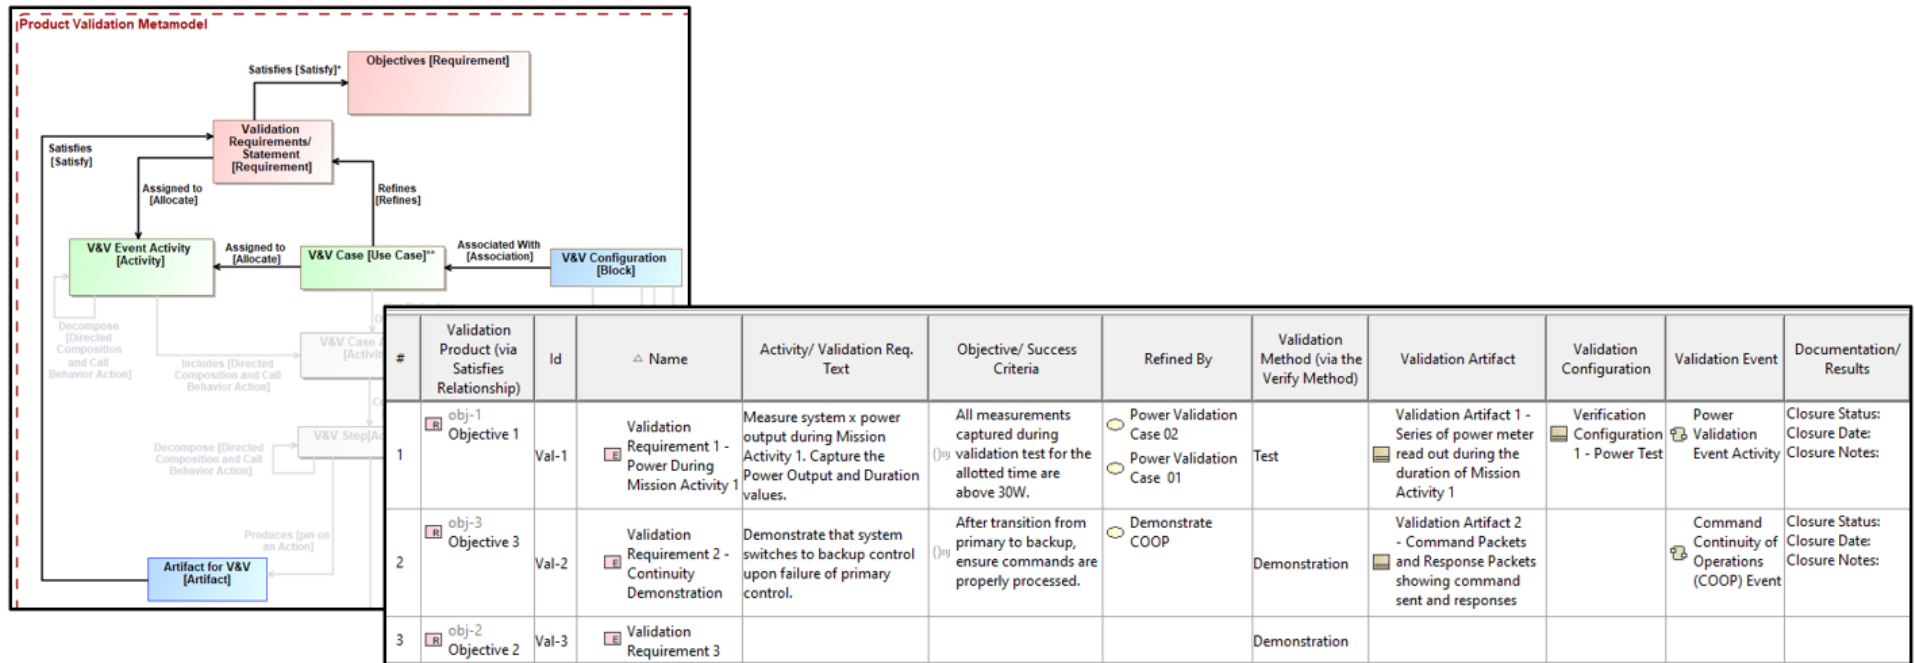 Product Validation Metamodel
Objectives [Requirement]
Satisfies [Satisfy]*
Validation
Requirements/
Statement
[Requirement]
Satisfies
[Satisfy]
Assigned to
[Allocate]
Refines
[Refines]
V&V Event Activity
[Activity]
Assigned to
[Allocate]
V&V Case [Use Case]**
Associated With
[Association]
V&V Configuration
[Block]
Decompose
[Directed
Composition
and Call
Behavior Action]
Includes [Directed
Composition and Call
Behavior Action]
V&V Case
[Activi
Decompose [Directed
Composition and Call
Behavior Action]
V&V Step[Ac
Produces [pin on
an Action]
Artifact for V&V
[Artifact]
#
Validation
Product (via
Satisfies
Relationship)
Id
Name
Activity/ Validation Req.
Text
Objective/ Success
Criteria
Refined By
Validation
Method (via the
Verify Method)
Validation Artifact
Validation
Configuration
Validation Event
Documentation/
Results
1
R
obj-1
Objective 1
Val-1
E
Validation
Requirement 1 -
Power During
Mission Activity 1
Measure system x power
output during Mission
Activity 1. Capture the
Power Output and Duration
values.
All measurements
captured during
validation test for the
allotted time are
above 30W.
Power Validation
Case 02
Power Validation
Case 01
Test
Validation Artifact 1 -
Series of power meter
read out during the
duration of Mission
Activity 1
Verification
Configuration
1 - Power Test
Power
Validation
Event Activity
Closure Status:
Closure Date:
Closure Notes:
2
R
obj-3
Objective 3
Val-2
E
Validation
Requirement 2 -
Continuity
Demonstration
Demonstrate that system
switches to backup control
upon failure of primary
control.
After transition from
primary to backup,
ensure commands are
properly processed.
Demonstrate
COOP
Demonstration
Validation Artifact 2
- Command Packets
and Response Packets
showing command
sent and responses
Command
Continuity of
Operations
(COOP) Event
Closure Status:
Closure Date:
Closure Notes:
3
R
obj-2
Objective 2
Val-3
E
Validation
Requirement 3
Demonstration